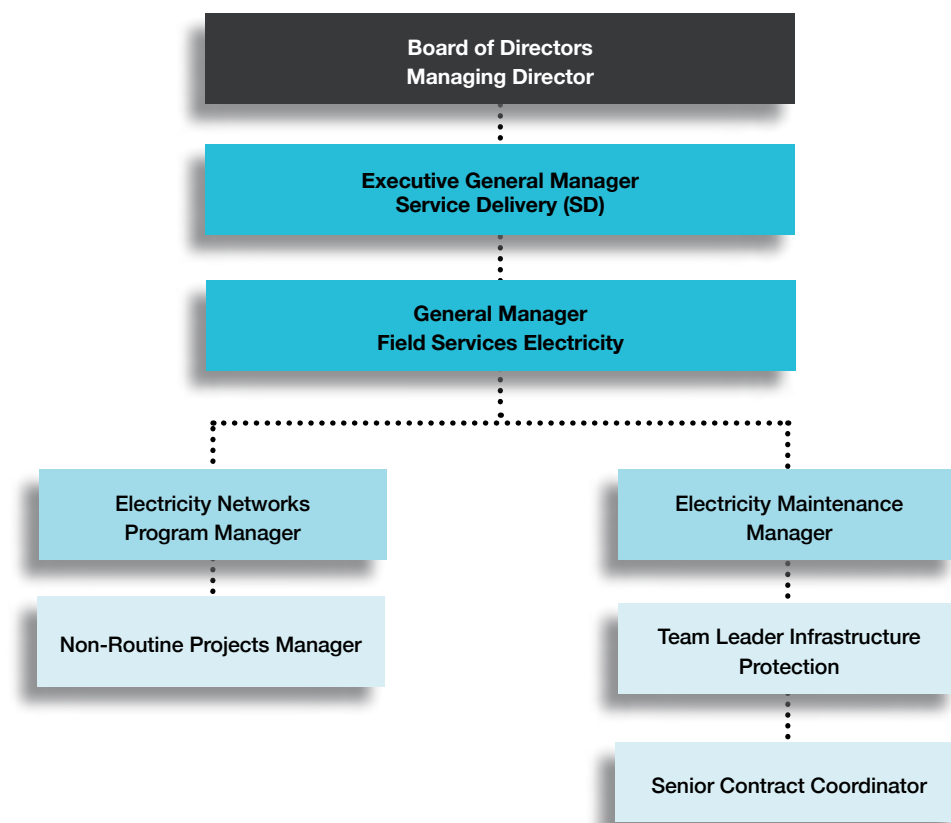 Board of Directors
Managing Director
Executive General Manager
Service Delivery (SD)
General Manager
Field Services Electricity
Electricity Networks
Program Manager
Electricity Maintenance
Manager
Non-Routine Projects Manager
Team Leader Infrastructure
Protection
Senior Contract Coordinator